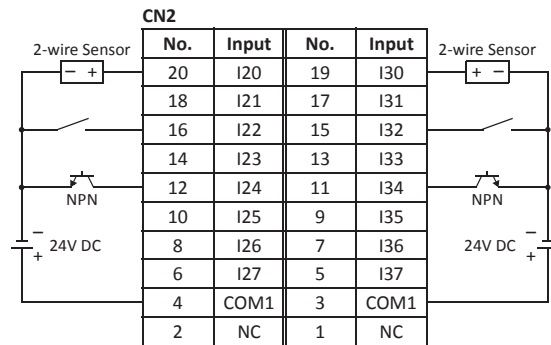 CN2
No. Input No. Input
2-wire Sensor 2-wire Sensor
− + 20 I20 19 I30 + −
18 I21 17 I31
16 I22 15 I32
14 I23 13 I33
12 I24 11 I34
NPN NPN
10 I25 9 I35
− −
24V DC 8 I26 7 I36 24V DC
+ +
6 I27 5 I37
4 COM1 3 COM1
2 NC 1 NC